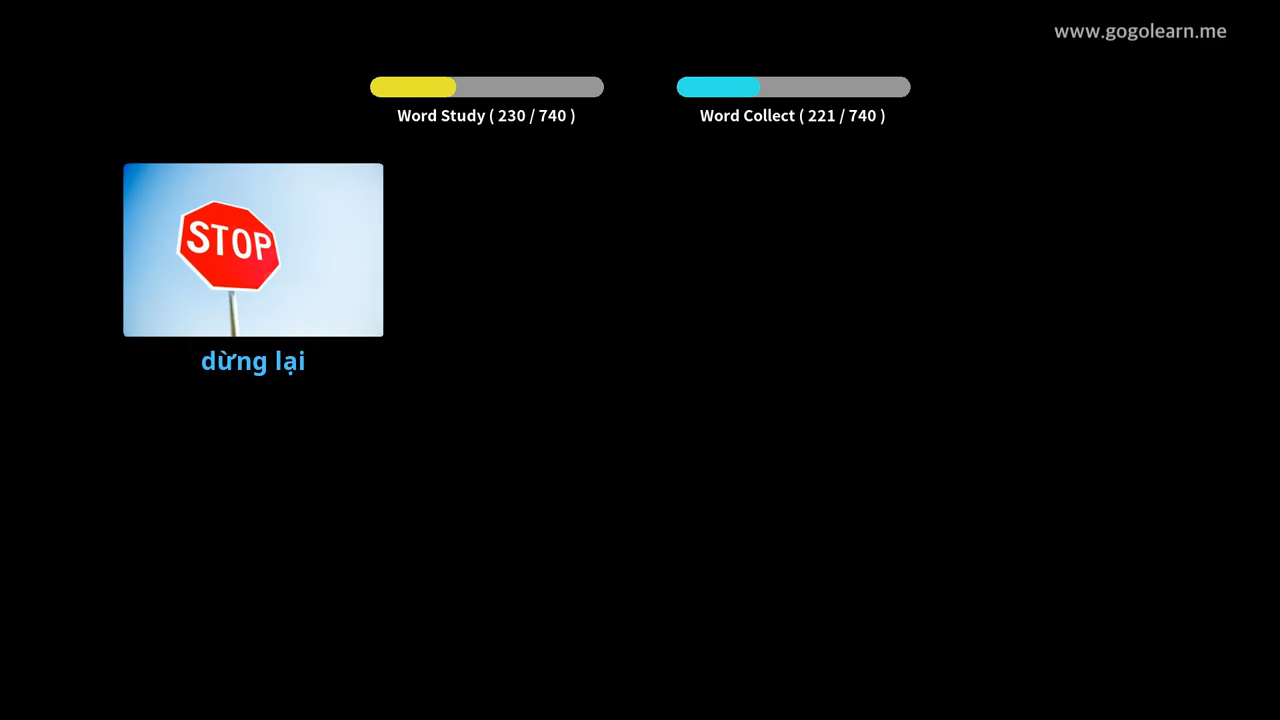 www.gogolearn.me
Word Study ( 230 / 740 )
Word Collect ( 221 / 740 )
STOP
dừng lại